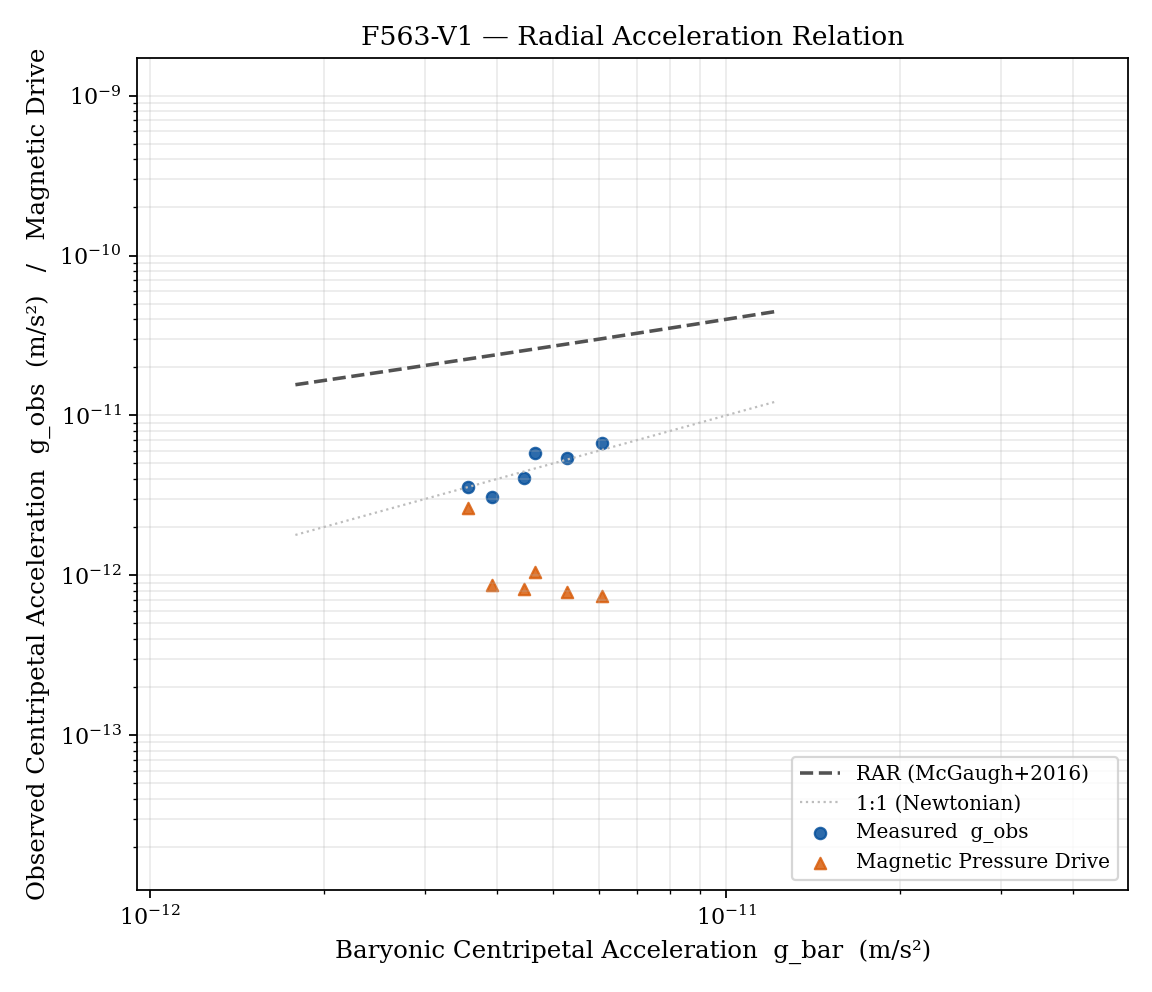 F563-V1 — Radial Acceleration Relation
Observed Centripetal Acceleration  g_obs  (m/s²)   /   Magnetic Drive
10⁻⁹
10⁻¹⁰
10⁻¹¹
10⁻¹²
10⁻¹³
RAR (McGaugh+2016)
1:1 (Newtonian)
Measured  g_obs
Magnetic Pressure Drive
10⁻¹²
10⁻¹¹
Baryonic Centripetal Acceleration  g_bar  (m/s²)